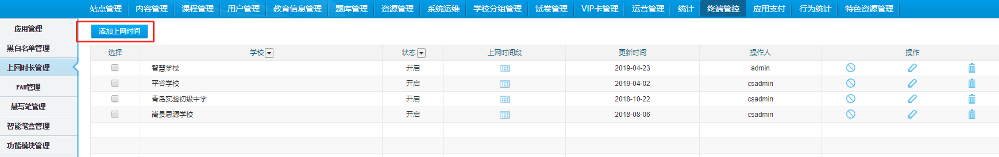 站点管理 内容管理 课程管理 用户管理 教育信息管理 题库管理 资源管理 系统运维 学校分组管理 试卷管理 VIP卡管理 运营管理 统计 终端管控 应用支付 行为统计 特色资源管理
应用管理
黑白名单管理
上网时长管理
PAD管理
慧写笔管理
智能笔盒管理
功能模块管理
添加上网时间
选择 学校 状态 上网时间段 更新时间 操作人 操作
智慧学校 开启 2019-04-23 admin
平谷学校 开启 2019-04-02 csadmin
青岛实验初级中学 开启 2018-10-22 csadmin
嵩县思源学校 开启 2018-08-06 csadmin